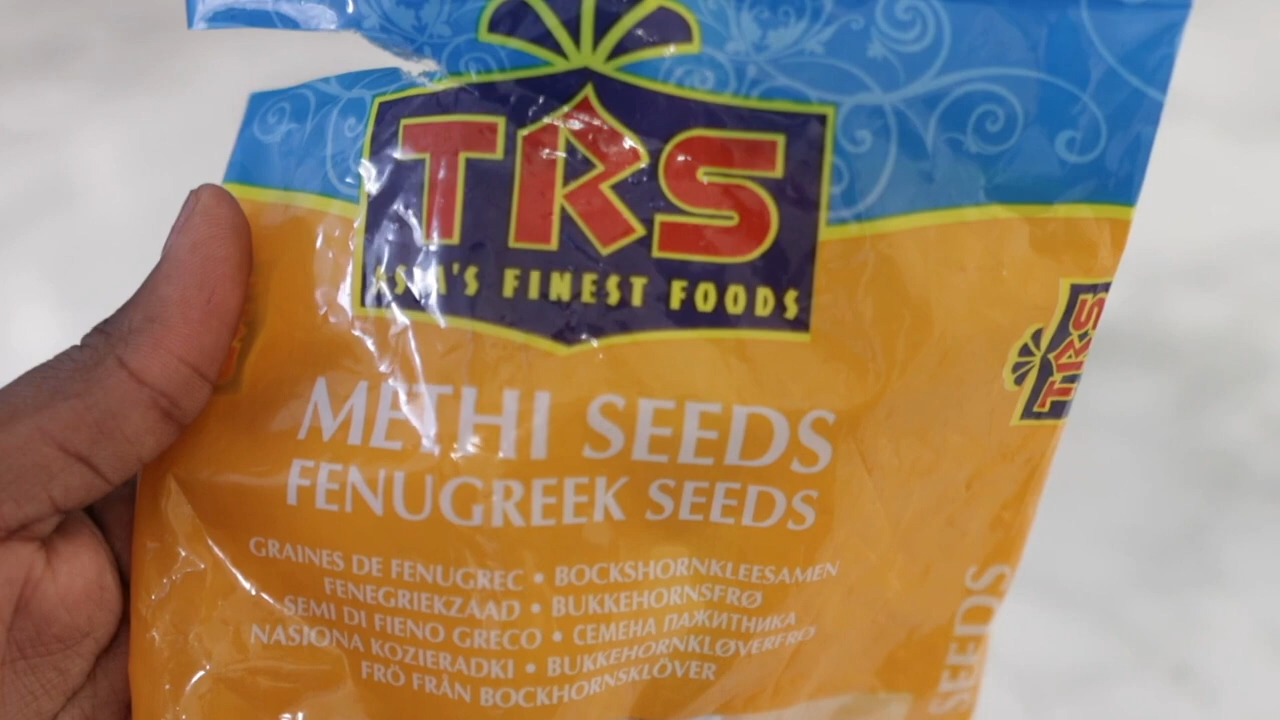 TRS
ASIA'S FINEST FOODS
TRS
METHI SEEDS
FENUGREEK SEEDS
GRAINES DE FENUGREC • BOCKSHORNKLEESAMEN
FENEGRIEKZAAD • BUKKEHORNSFRØ
SEMI DI FIENO GRECO • СЕМЕНА ПАЖИТНИКА
NASIONA KOZIERADKI • BUKKEHORNKLØVERFRØ
FRÖ FRÅN BOCKHORNSKLÖVER
SEEDS